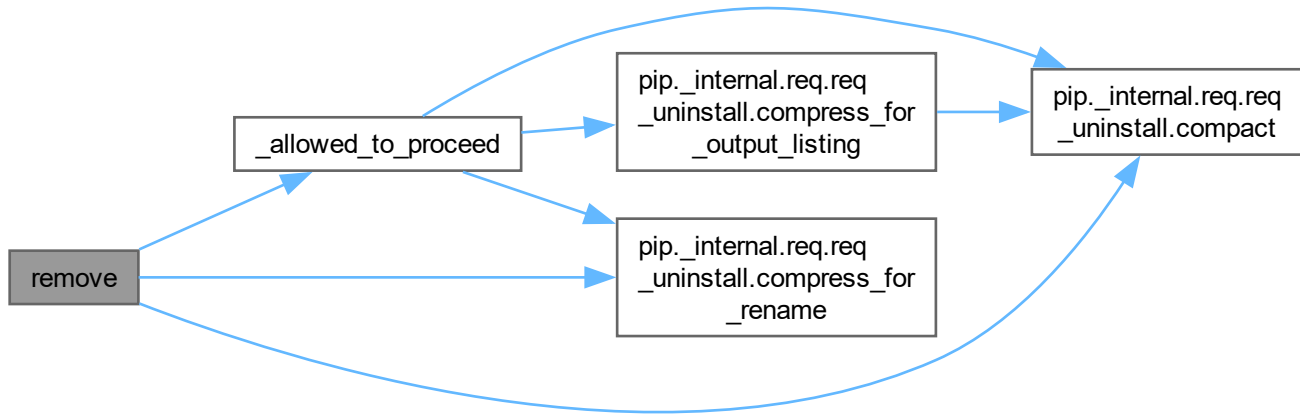 remove
_allowed_to_proceed
pip._internal.req.req
_uninstall.compress_for
_output_listing
pip._internal.req.req
_uninstall.compress_for
_rename
pip._internal.req.req
_uninstall.compact